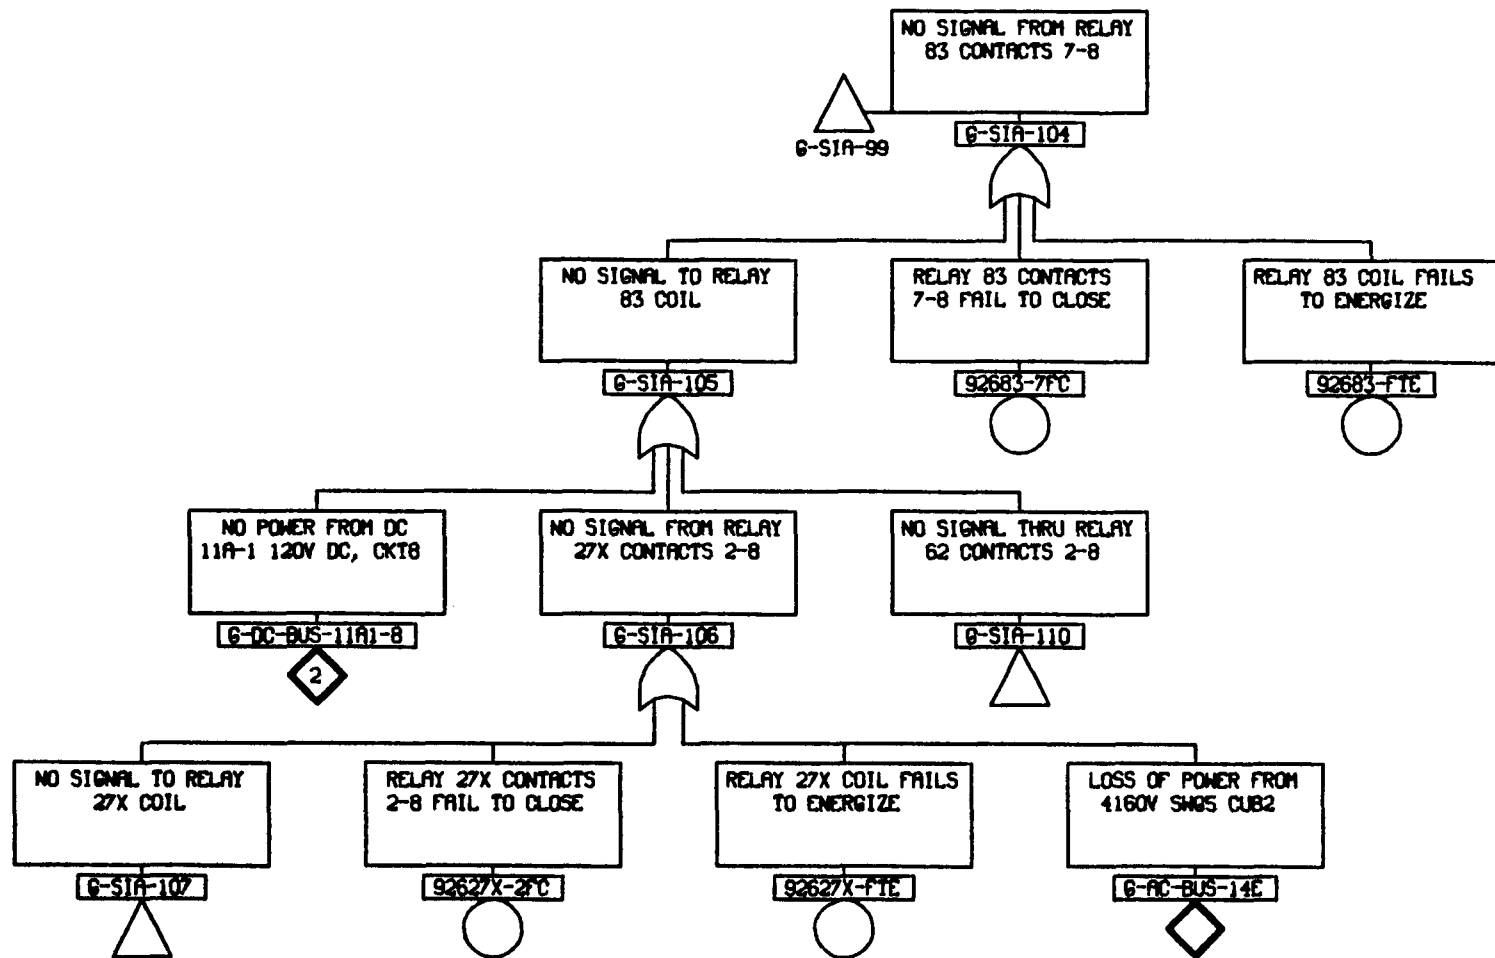 NO SIGNAL FROM RELAY
83 CONTACTS 7-8
G-SIA-99
G-SIA-104
NO SIGNAL TO RELAY
83 COIL
G-SIA-105
RELAY 83 CONTACTS
7-8 FAIL TO CLOSE
92683-7FC
RELAY 83 COIL FAILS
TO ENERGIZE
92683-FTE
NO POWER FROM DC
11A-1 120V DC, CKT8
G-DC-BUS-11A1-8
2
NO SIGNAL FROM RELAY
27X CONTACTS 2-8
G-SIA-106
NO SIGNAL THRU RELAY
62 CONTACTS 2-8
G-SIA-110
NO SIGNAL TO RELAY
27X COIL
G-SIA-107
RELAY 27X CONTACTS
2-8 FAIL TO CLOSE
92627X-2FC
RELAY 27X COIL FAILS
TO ENERGIZE
92627X-FTE
LOSS OF POWER FROM
4160V SWG5 CUB2
G-AC-BUS-14E